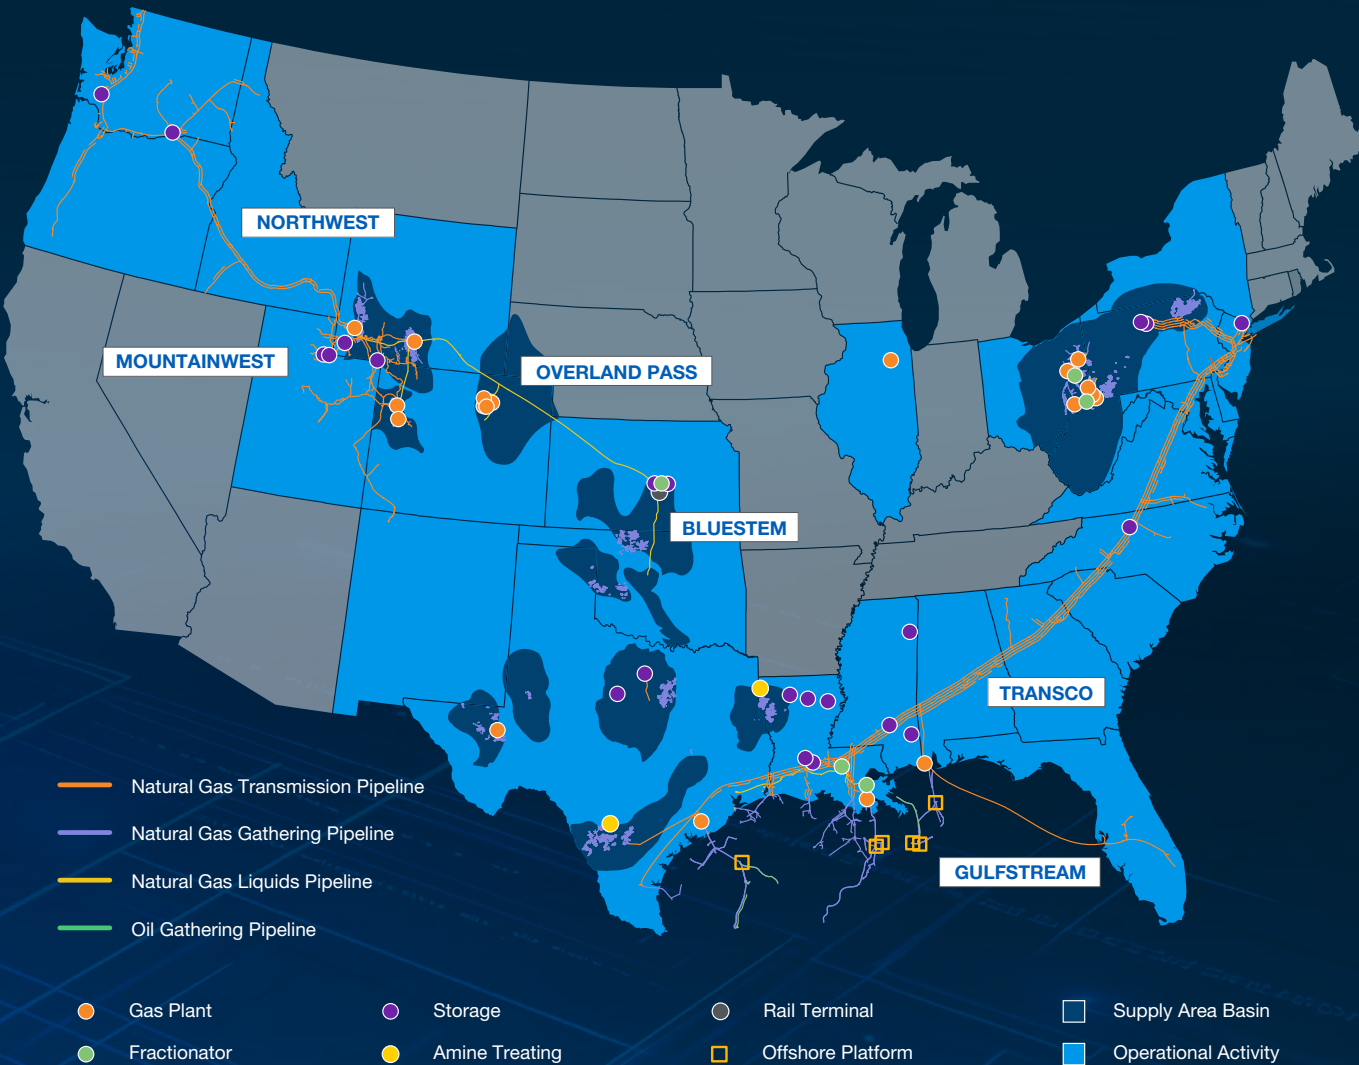 NORTHWEST
MOUNTAINWEST
OVERLAND PASS
BLUESTEM
TRANSCO
GULFSTREAM
Natural Gas Transmission Pipeline
Natural Gas Gathering Pipeline
Natural Gas Liquids Pipeline
Oil Gathering Pipeline
Gas Plant
Storage
Rail Terminal
Supply Area Basin
Fractionator
Amine Treating
Offshore Platform
Operational Activity